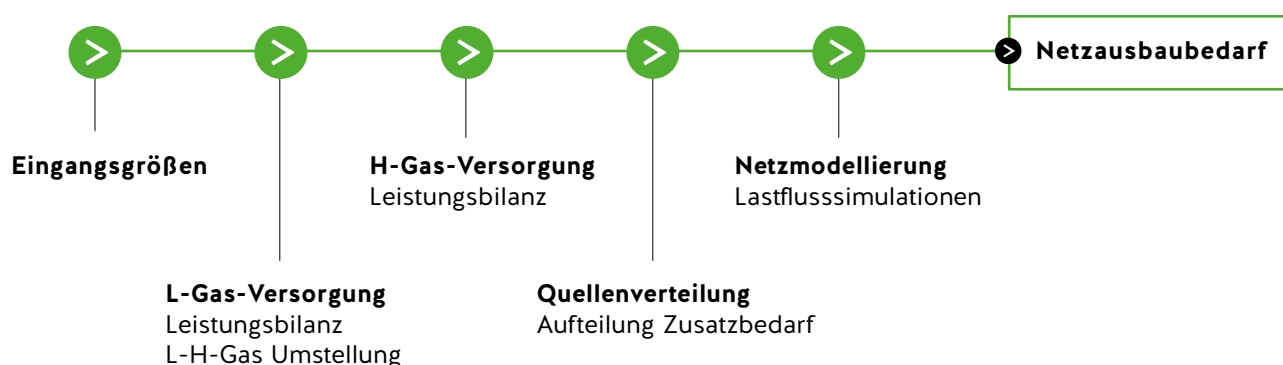 Netzausbaubedarf
Eingangsgrößen
H-Gas-Versorgung
Leistungsbilanz
Netzmodellierung
Lastflusssimulationen
L-Gas-Versorgung
Leistungsbilanz
L-H-Gas Umstellung
Quellenverteilung
Aufteilung Zusatzbedarf